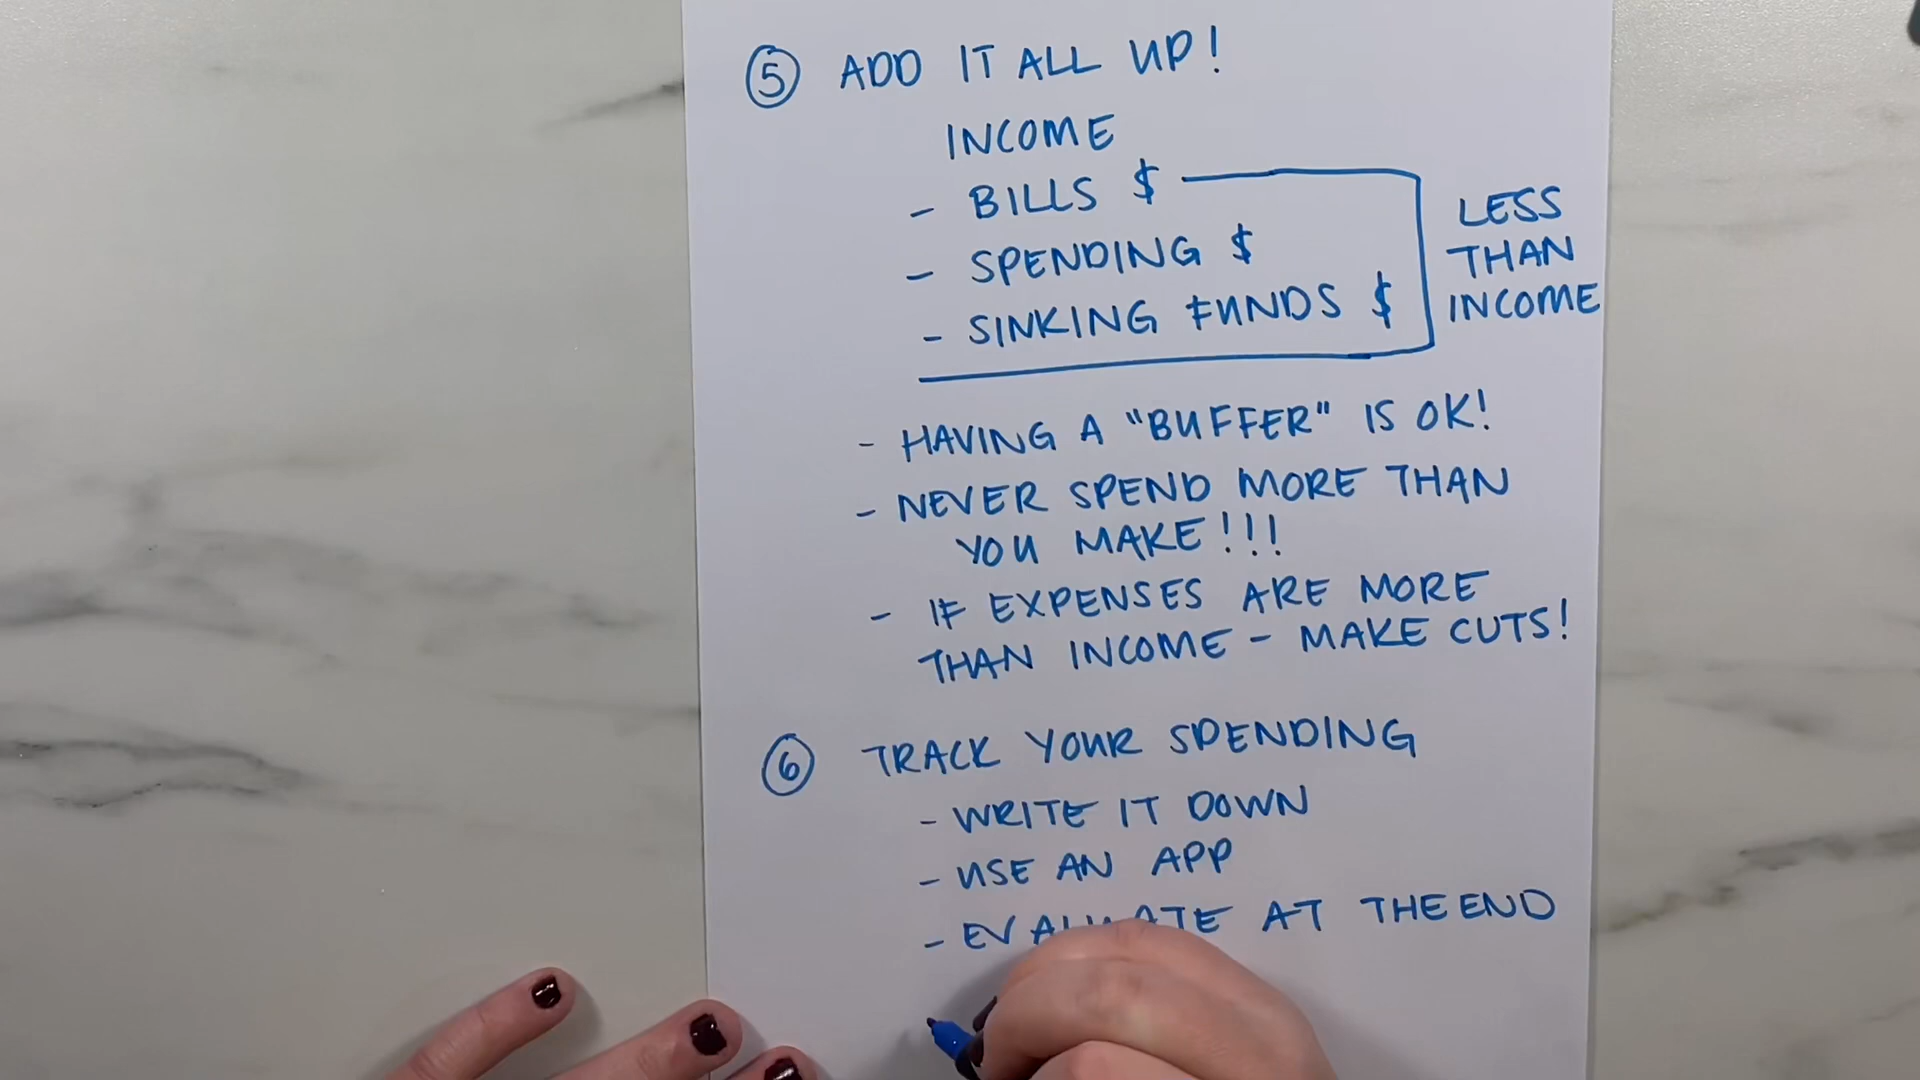 5 ADD IT ALL UP!
INCOME
- BILLS $
- SPENDING $
- SINKING FUNDS $
LESS
THAN
INCOME
- HAVING A "BUFFER" IS OK!
- NEVER SPEND MORE THAN
YOU MAKE!!!
- IF EXPENSES ARE MORE
THAN INCOME - MAKE CUTS!
6 TRACK YOUR SPENDING
- WRITE IT DOWN
- USE AN APP
- EVALUATE AT THE END